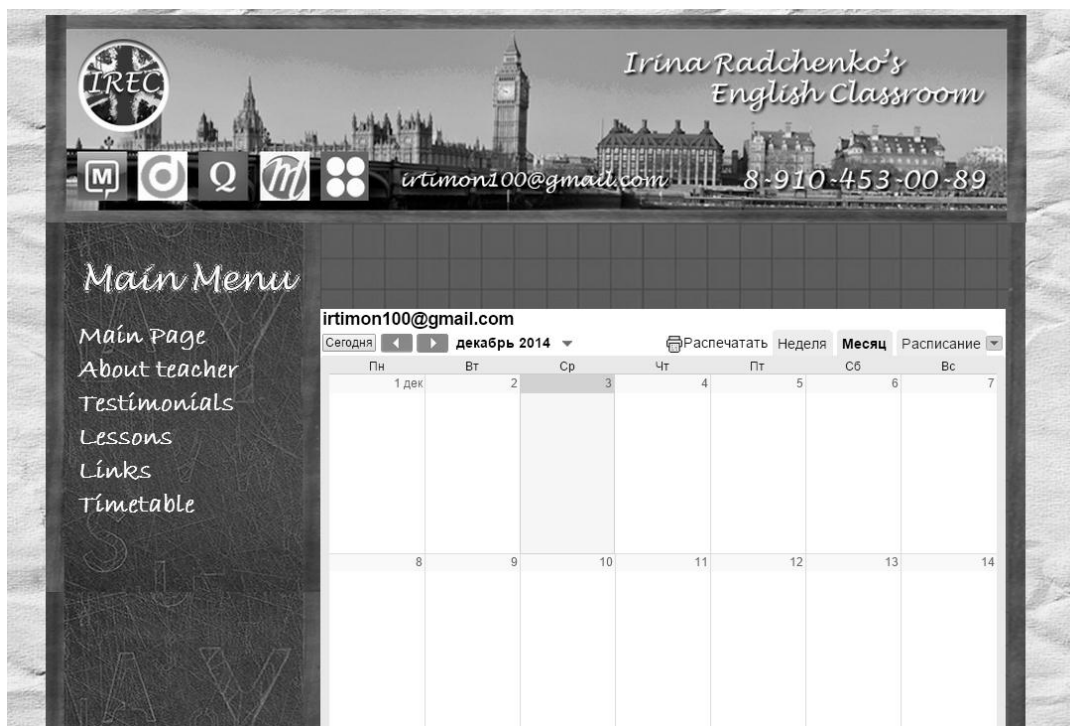 IREC
Irina Radchenko's
English Classroom
M
Q
m
irtimon100@gmail.com
8-910-453-00-89
Main Menu
Main Page
About teacher
Testimonials
Lessons
Links
Timetable
irtimon100@gmail.com
Сегодня декабрь 2014 Распечатать Неделя Месяц Расписание
Пн Вт Ср Чт Пт Сб Вс
1 дек 2 3 4 5 6 7
8 9 10 11 12 13 14